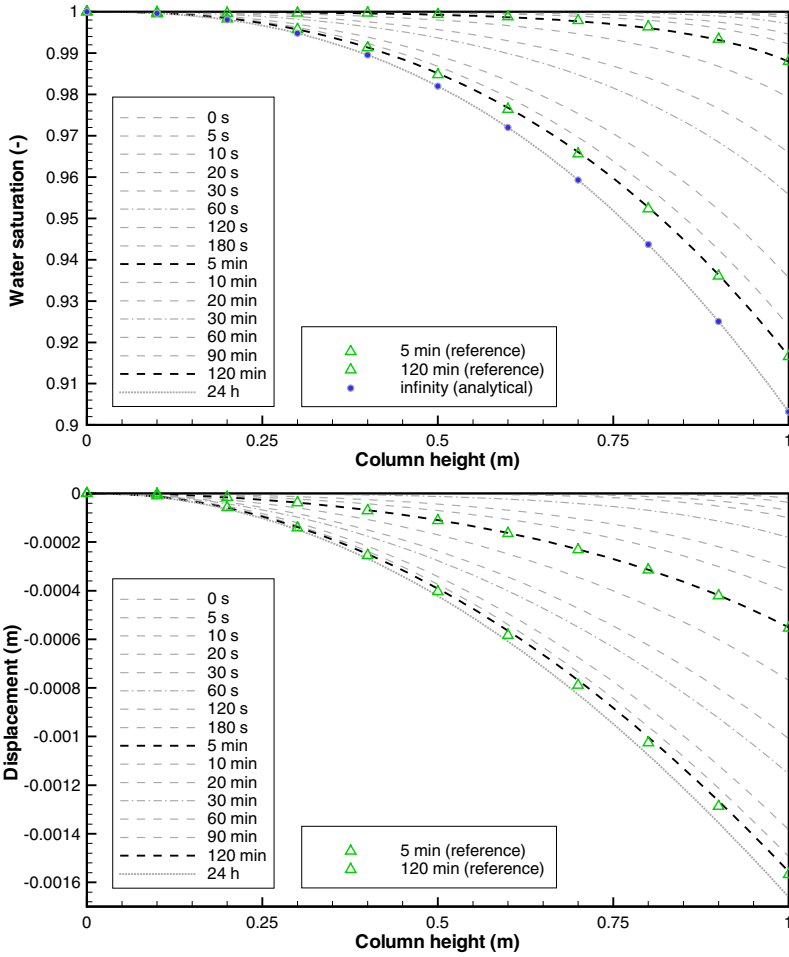 1
0.99
0.98
0.97
0.96
0.95
0.94
0.93
0.92
0.91
0.9
Water saturation (-)
0 s
5 s
10 s
20 s
30 s
60 s
120 s
180 s
5 min
10 min
20 min
30 min
60 min
90 min
120 min
24 h
5 min (reference)
120 min (reference)
infinity (analytical)
0
0.25
0.5
0.75
1
Column height (m)
0
-0.0002
-0.0004
-0.0006
-0.0008
-0.001
-0.0012
-0.0014
-0.0016
Displacement (m)
0 s
5 s
10 s
20 s
30 s
60 s
120 s
180 s
5 min
10 min
20 min
30 min
60 min
90 min
120 min
24 h
5 min (reference)
120 min (reference)
0
0.25
0.5
0.75
1
Column height (m)